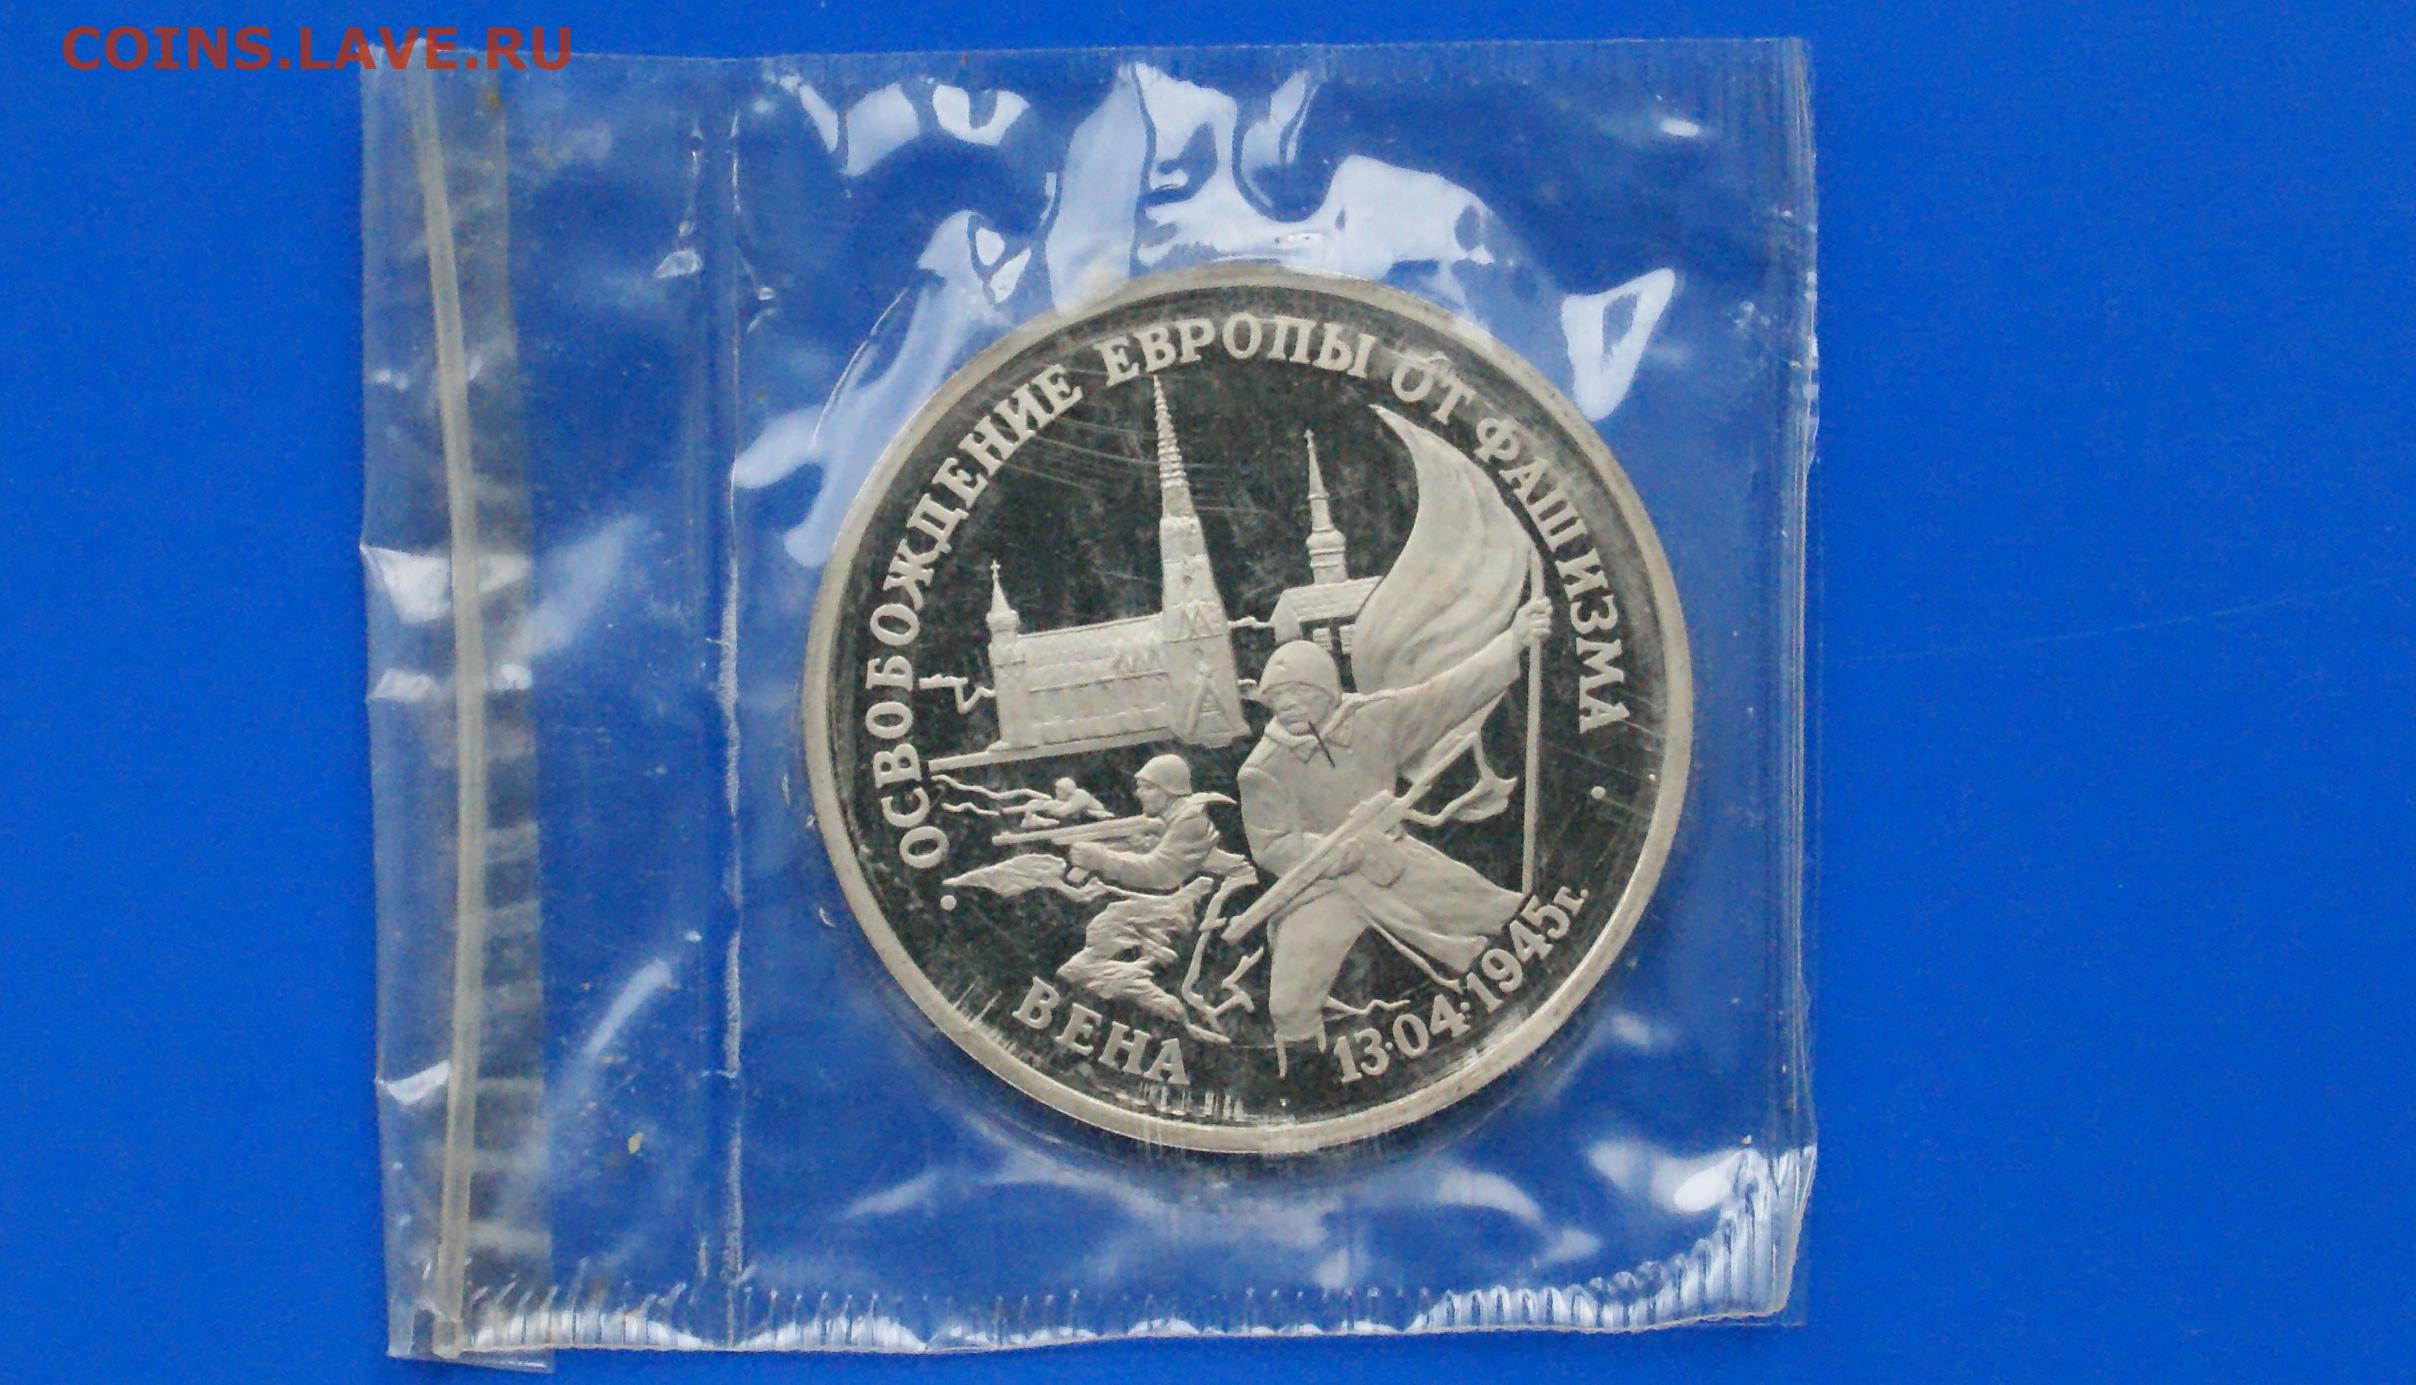 COINS.LAVE.RU
· ОСВОБОЖДЕНИЕ ЕВРОПЫ ОТ ФАШИЗМА ·
ВЕНА
13·04·1945г.